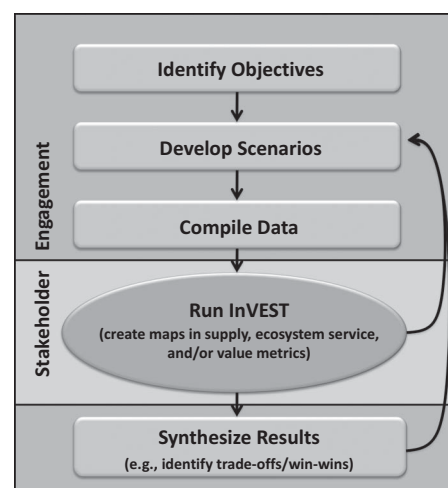 Identify Objectives
Develop Scenarios
Compile Data
Engagement
Run InVEST
(create maps in supply, ecosystem service,
and/or value metrics)
Stakeholder
Synthesize Results
(e.g., identify trade-offs/win-wins)